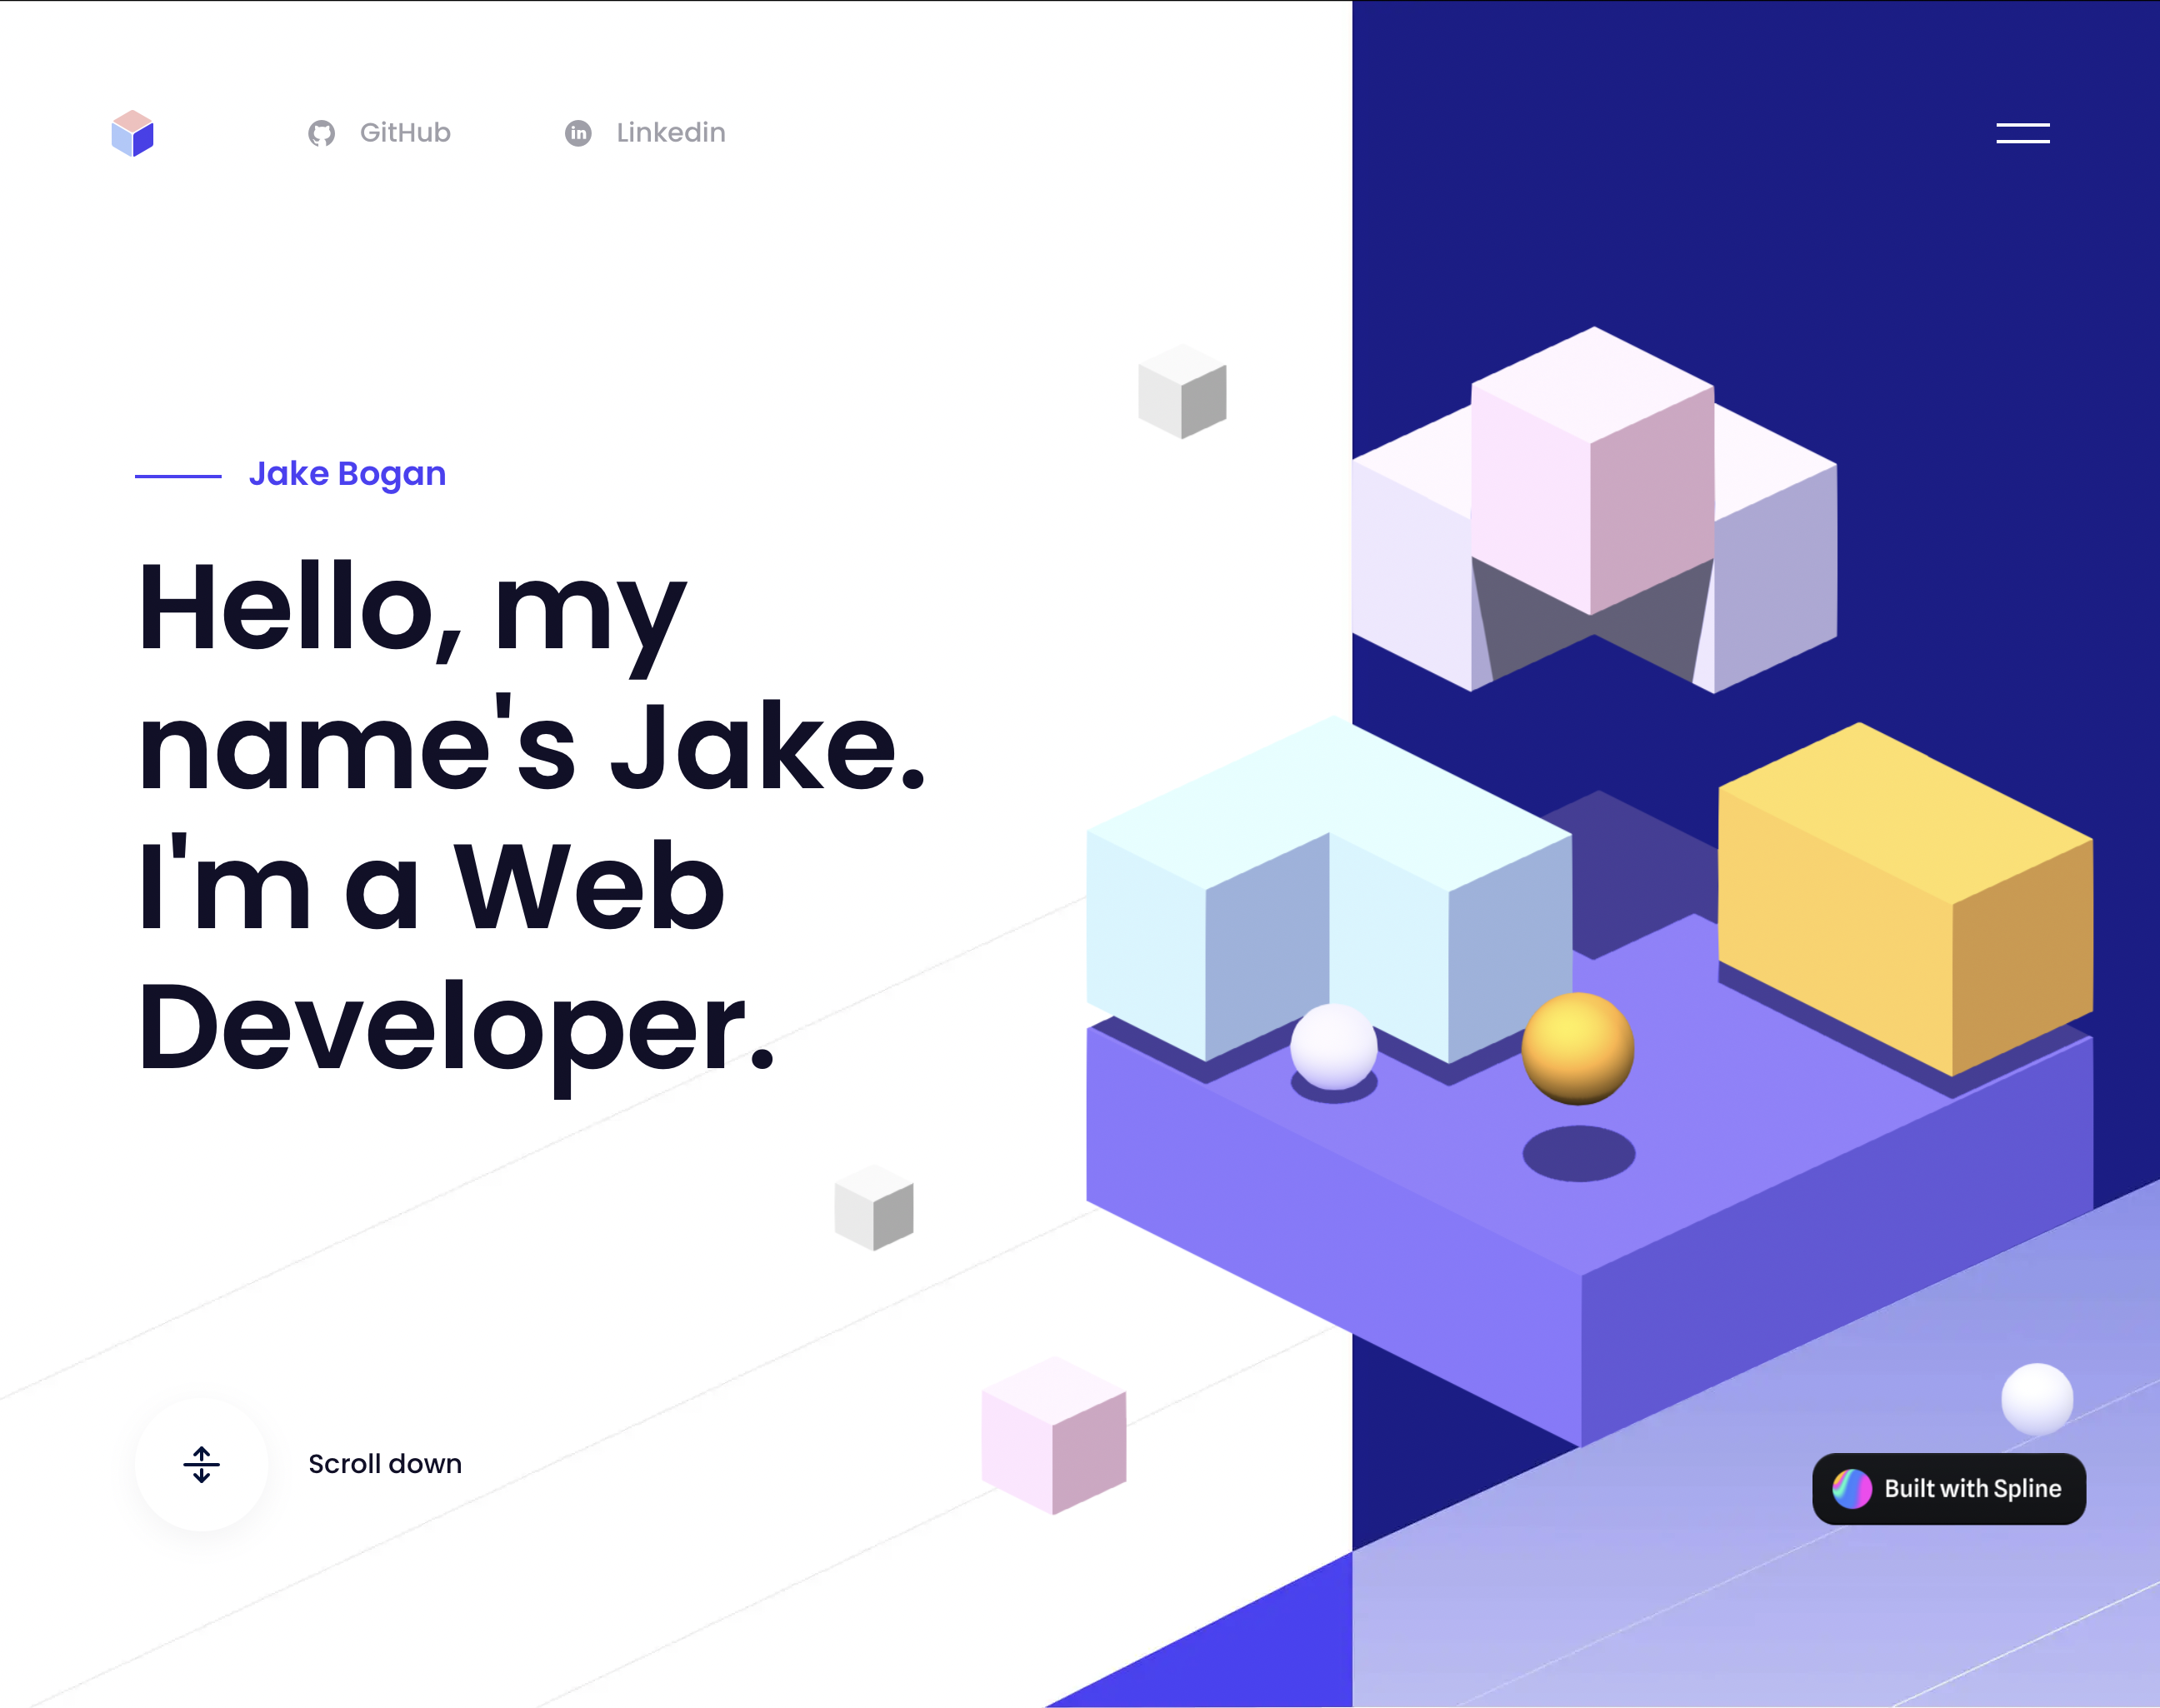 GitHub
Linkedin
Jake Bogan
Hello, my
name's Jake.
I'm a Web
Developer.
Scroll down
Built with Spline